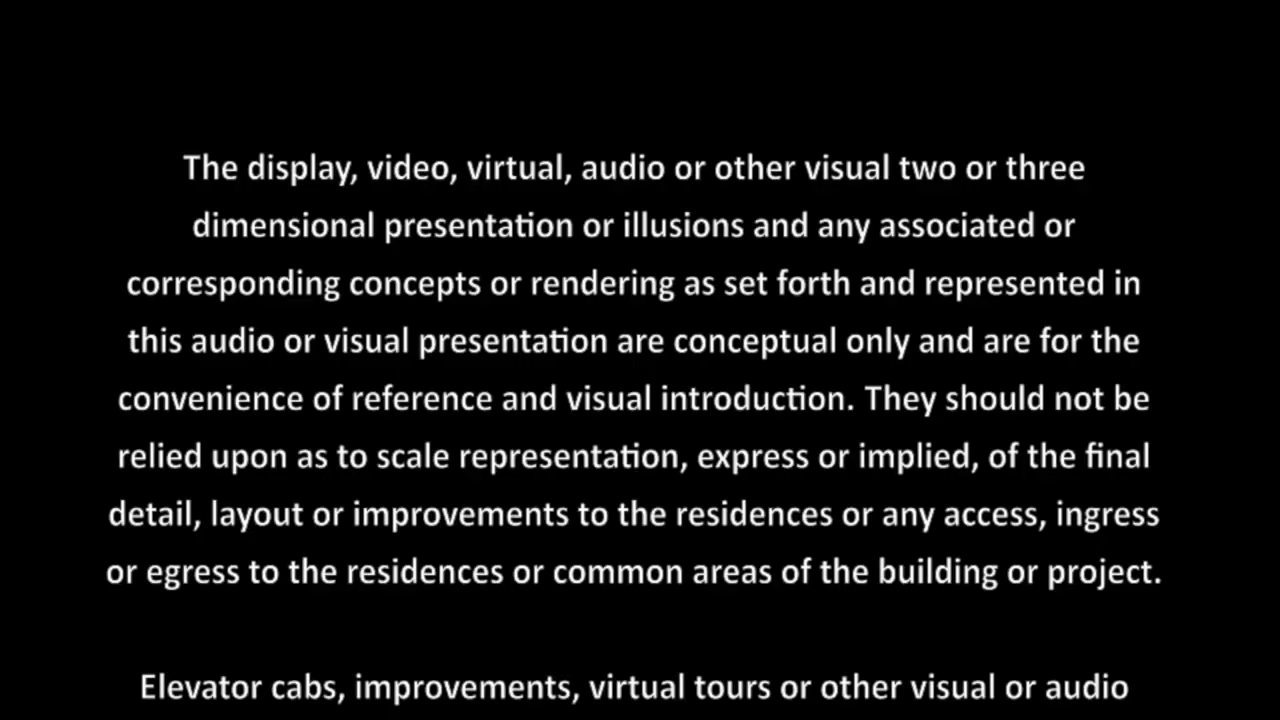 The display, video, virtual, audio or other visual two or three
dimensional presentation or illusions and any associated or
corresponding concepts or rendering as set forth and represented in
this audio or visual presentation are conceptual only and are for the
convenience of reference and visual introduction. They should not be
relied upon as to scale representation, express or implied, of the final
detail, layout or improvements to the residences or any access, ingress
or egress to the residences or common areas of the building or project.
Elevator cabs, improvements, virtual tours or other visual or audio